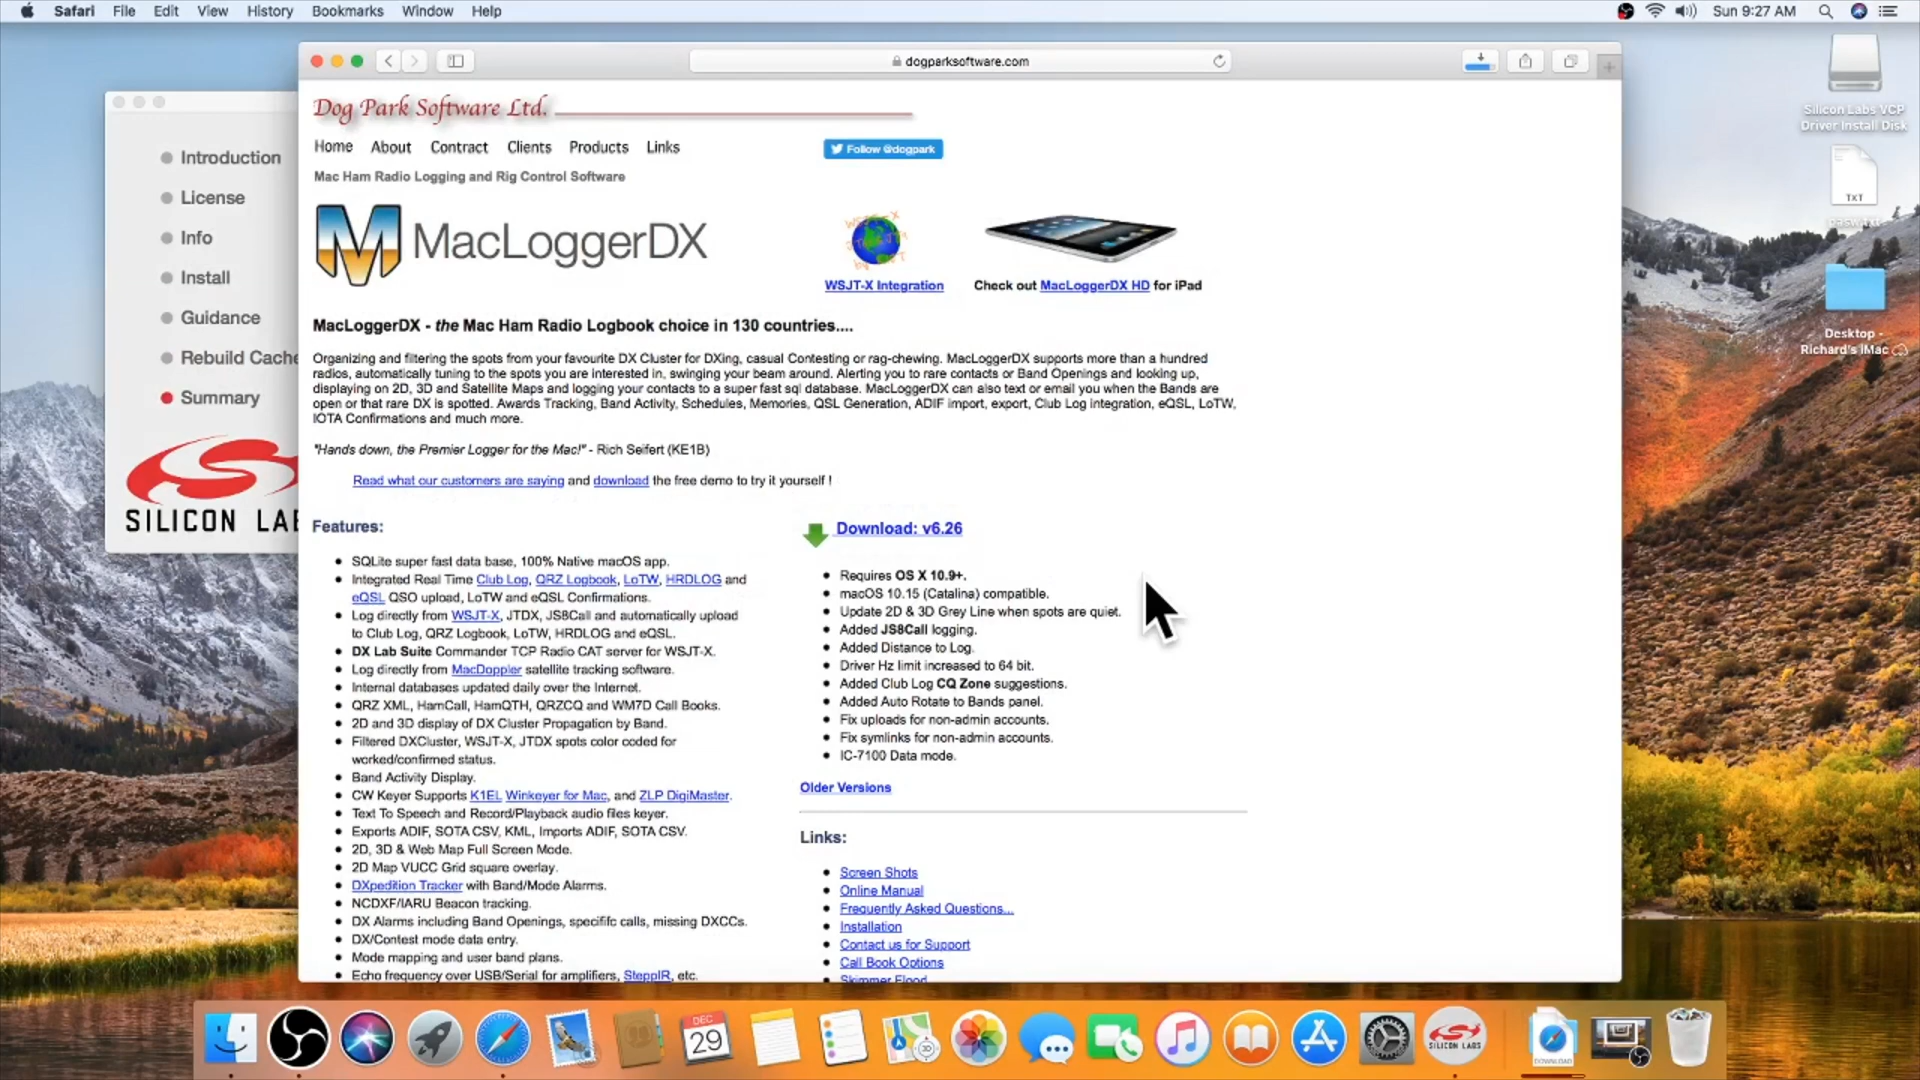 Safari File Edit View History Bookmarks Window Help
Sun 9:27 AM
dogparksoftware.com
Silicon Labs VCP
Driver Install Disk
TXT
Desktop -
Richard's iMac
Introduction
License
Info
Install
Guidance
Rebuild Cache
Summary
SILICON LA
Dog Park Software Ltd.
Home About Contract Clients Products Links
Follow @dogpark
Mac Ham Radio Logging and Rig Control Software
MacLoggerDX
WSJT-X Integration
Check out MacLoggerDX HD for iPad
MacLoggerDX - the Mac Ham Radio Logbook choice in 130 countries....
Organizing and filtering the spots from your favourite DX Cluster for DXing, casual Contesting or rag-chewing. MacLoggerDX supports more than a hundred
radios, automatically tuning to the spots you are interested in, swinging your beam around. Alerting you to rare contacts or Band Openings and looking up,
displaying on 2D, 3D and Satellite Maps and logging your contacts to a super fast sql database. MacLoggerDX can also text or email you when the Bands are
open or that rare DX is spotted. Awards Tracking, Band Activity, Schedules, Memories, QSL Generation, ADIF import, export, Club Log integration, eQSL, LoTW,
IOTA Confirmations and much more.
"Hands down, the Premier Logger for the Mac!" - Rich Seifert (KE1B)
Read what our customers are saying and download the free demo to try it yourself !
Features:
• SQLite super fast data base, 100% Native macOS app.
• Integrated Real Time Club Log, QRZ Logbook, LoTW, HRDLOG and
eQSL QSO upload, LoTW and eQSL Confirmations.
• Log directly from WSJT-X, JTDX, JS8Call and automatically upload
to Club Log, QRZ Logbook, LoTW, HRDLOG and eQSL.
• DX Lab Suite Commander TCP Radio CAT server for WSJT-X.
• Log directly from MacDoppler satellite tracking software.
• Internal databases updated daily over the Internet.
• QRZ XML, HamCall, HamQTH, QRZCQ and WM7D Call Books.
• 2D and 3D display of DX Cluster Propagation by Band.
• Filtered DXCluster, WSJT-X, JTDX spots color coded for
worked/confirmed status.
• Band Activity Display.
• CW Keyer Supports K1EL Winkeyer for Mac, and ZLP DigiMaster.
• Text To Speech and Record/Playback audio files keyer.
• Exports ADIF, SOTA CSV, KML, Imports ADIF, SOTA CSV.
• 2D, 3D & Web Map Full Screen Mode.
• 2D Map VUCC Grid square overlay.
• DXpedition Tracker with Band/Mode Alarms.
• NCDXF/IARU Beacon tracking.
• DX Alarms including Band Openings, specififc calls, missing DXCCs.
• DX/Contest mode data entry.
• Mode mapping and user band plans.
• Echo frequency over USB/Serial for amplifiers, SteppIR, etc.
Download: v6.26
• Requires OS X 10.9+.
• macOS 10.15 (Catalina) compatible.
• Update 2D & 3D Grey Line when spots are quiet.
• Added JS8Call logging.
• Added Distance to Log.
• Driver Hz limit increased to 64 bit.
• Added Club Log CQ Zone suggestions.
• Added Auto Rotate to Bands panel.
• Fix uploads for non-admin accounts.
• Fix symlinks for non-admin accounts.
• IC-7100 Data mode.
Older Versions
Links:
• Screen Shots
• Online Manual
• Frequently Asked Questions...
• Installation
• Contact us for Support
• Call Book Options
• Skimmer Flood
DEC
29
SILICON LABS
DOWNLOAD